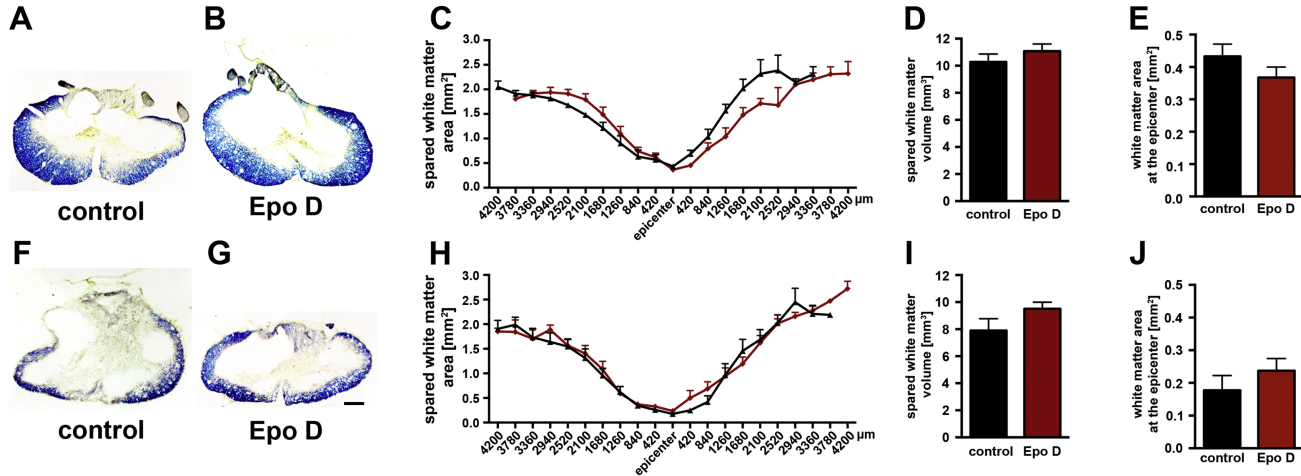 A
B
C
D
E
control
Epo D
spared white matter
area [mm²]
3.0
2.5
2.0
1.5
1.0
0.5
0.0
4200
3780
3360
2940
2520
2100
1680
1260
840
420
epicenter
420
840
1260
1680
2100
2520
2940
3360
3780
4200
µm
spared white matter
volume [mm³]
12
10
8
6
4
2
0
control
Epo D
white matter area
at the epicenter [mm²]
0.5
0.4
0.3
0.2
0.1
0.0
control
Epo D
F
G
H
I
J
control
Epo D
spared white matter
area [mm²]
3.0
2.5
2.0
1.5
1.0
0.5
0.0
4200
3780
3360
2940
2520
2100
1680
1260
840
420
epicenter
420
840
1260
1680
2100
2520
2940
3360
3780
4200
µm
spared white matter
volume [mm³]
12
10
8
6
4
2
0
control
Epo D
white matter area
at the epicenter [mm²]
0.5
0.4
0.3
0.2
0.1
0.0
control
Epo D